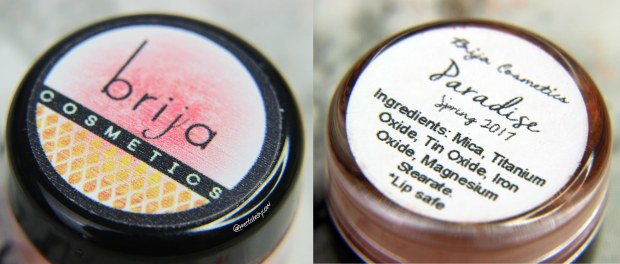 brija
COSMETICS
Brija Cosmetics
Paradise
Spring 2017
Ingredients: Mica, Titanium
Oxide, Tin Oxide, Iron
Oxide, Magnesium
Stearate.
*Lip safe